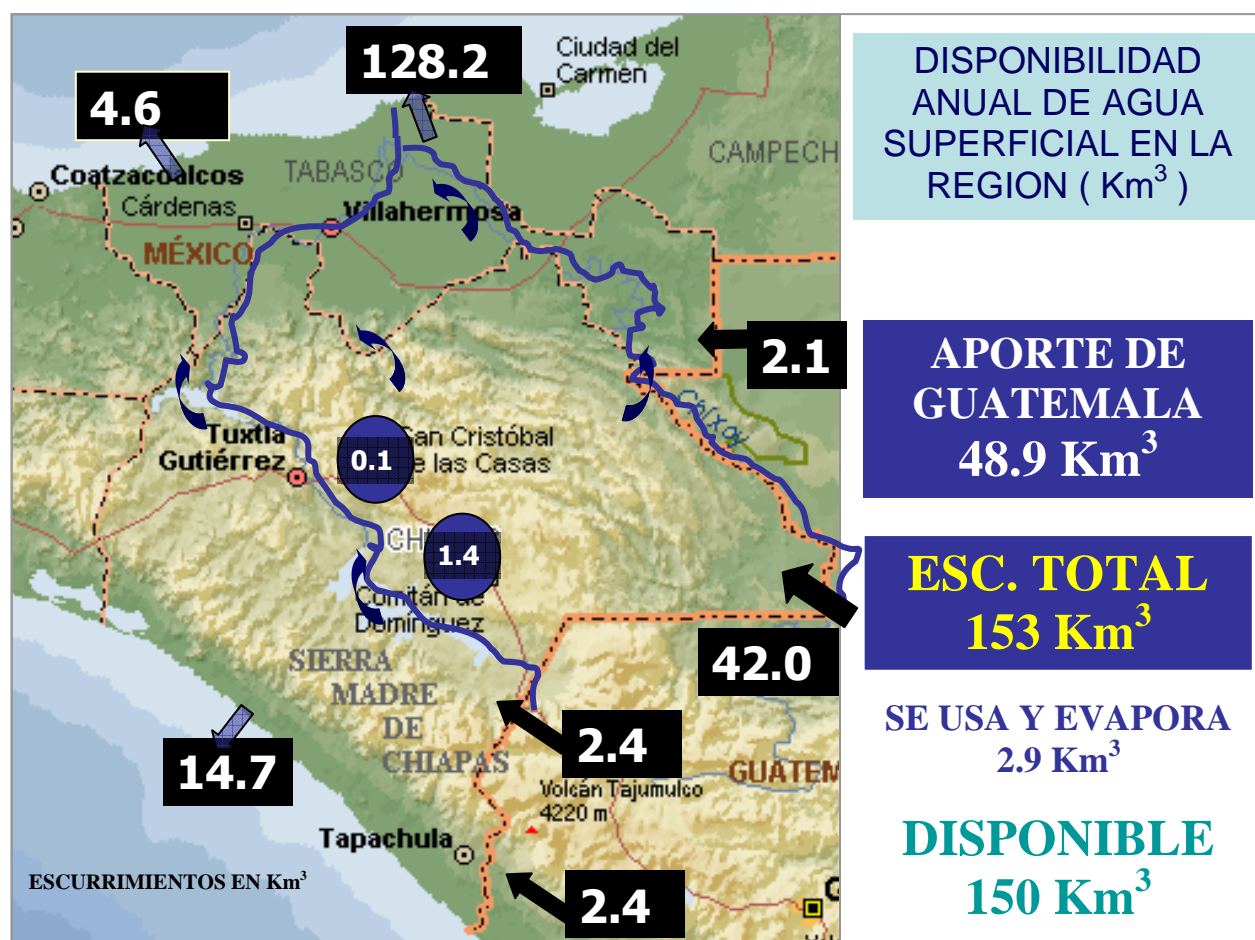 128.2
Ciudad del
Carmen
4.6
Coatzacoalcos
TABASCO
CAMPECH
Cárdenas
Villahermosa
MÉXICO
2.1
Chixoy
Tuxtla
Gutiérrez
San Cristóbal
de las Casas
0.1
1.4
Comitán de
Domínguez
SIERRA
MADRE
DE
CHIAPAS
42.0
2.4
14.7
GUATEM
Volcán Tajumulco
4220 m
Tapachula
ESCURRIMIENTOS EN Km³
2.4
DISPONIBILIDAD
ANUAL DE AGUA
SUPERFICIAL EN LA
REGION ( Km³ )
APORTE DE
GUATEMALA
48.9 Km³
ESC. TOTAL
153 Km³
SE USA Y EVAPORA
2.9 Km³
DISPONIBLE
150 Km³